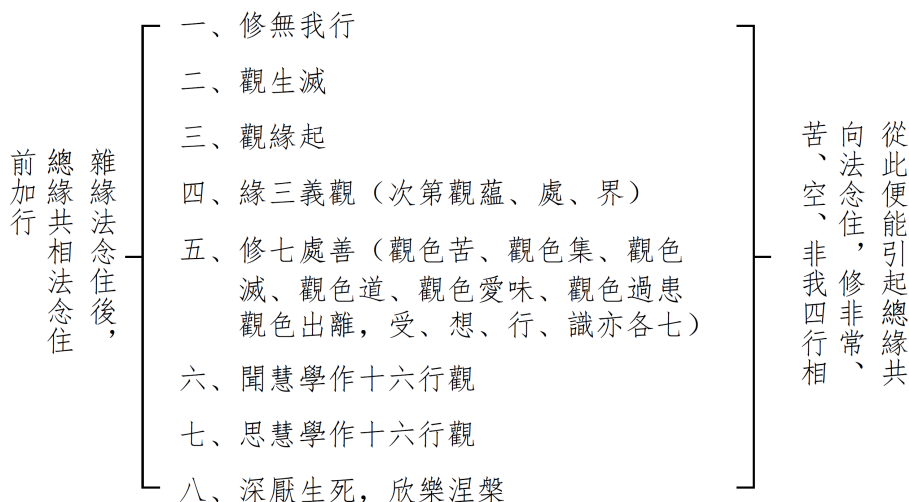 雜緣法念住後，
總緣共相法念住
前加行
一、修無我行
二、觀生滅
三、觀緣起
四、緣三義觀（次第觀蘊、處、界）
五、修七處善（觀色苦、觀色集、觀色
滅、觀色道、觀色愛味、觀色過患
觀色出離，受、想、行、識亦各七）
六、聞慧學作十六行觀
七、思慧學作十六行觀
八、深厭生死，欣樂涅槃
從此便能引起總緣共
向法念住，修非常、
苦、空、非我四行相